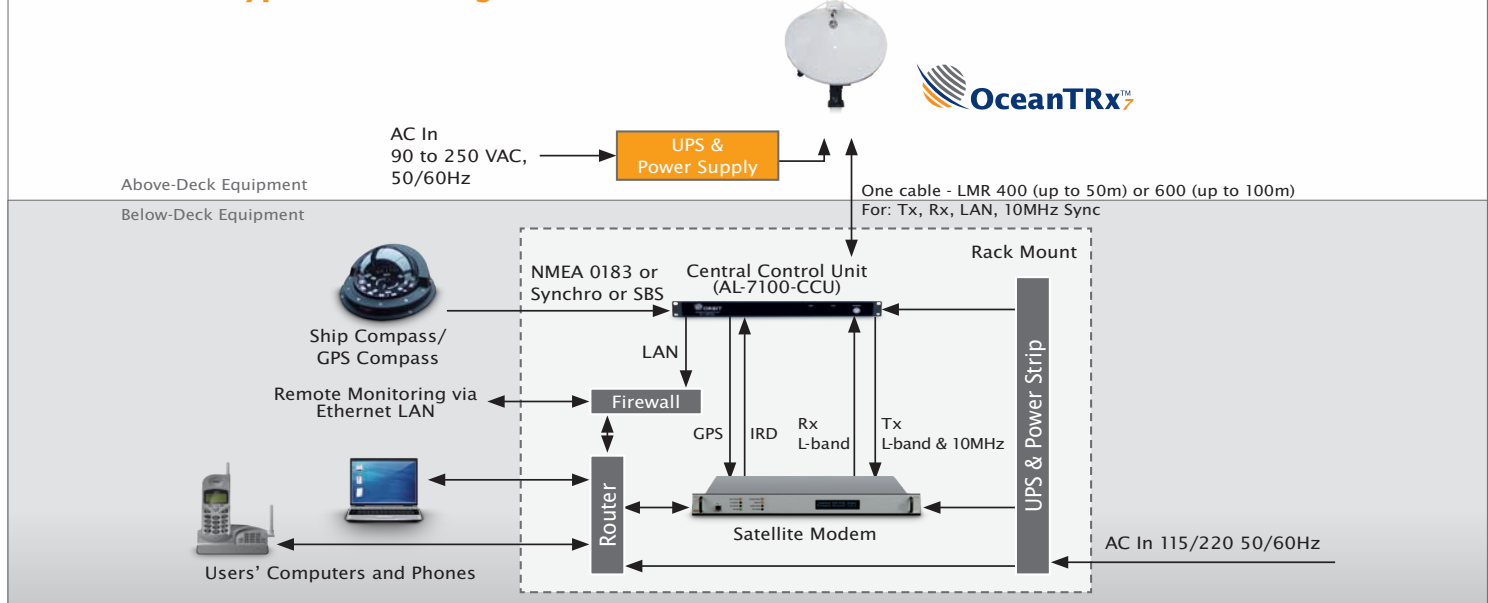 OceanTRx™7
AC In
90 to 250 VAC,
50/60Hz
UPS &
Power Supply
Above-Deck Equipment
Below-Deck Equipment
One cable - LMR 400 (up to 50m) or 600 (up to 100m)
For: Tx, Rx, LAN, 10MHz Sync
Rack Mount
NMEA 0183 or
Synchro or SBS
Central Control Unit
(AL-7100-CCU)
ORBIT
Ship Compass/
GPS Compass
LAN
Remote Monitoring via
Ethernet LAN
Firewall
GPS
IRD
Rx
L-band
Tx
L-band & 10MHz
UPS & Power Strip
Router
Satellite Modem
AC In 115/220 50/60Hz
Users' Computers and Phones